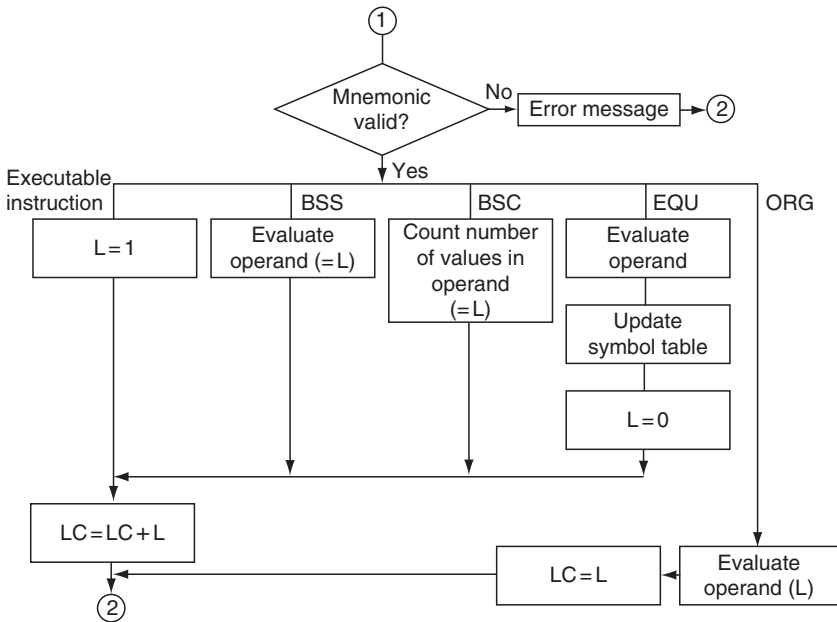 1
Mnemonic
valid?
No
Error message
2
Yes
Executable
instruction
BSS
BSC
EQU
ORG
L=1
Evaluate
operand (=L)
Count number
of values in
operand
(=L)
Evaluate
operand
Update
symbol table
L=0
LC=LC+L
LC=L
Evaluate
operand (L)
2